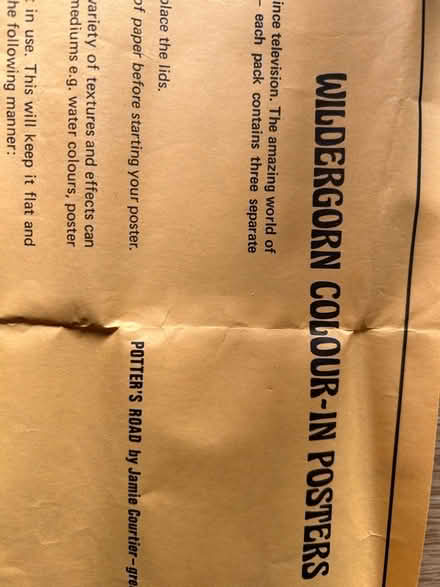 WILDERGORN COLOUR-IN POSTERS
ince television. The amazing world of
– each pack contains three separate
place the lids.
of paper before starting your poster.
variety of textures and effects can
mediums e.g. water colours, poster
in use. This will keep it flat and
he following manner:
POTTER'S ROAD by Jamie Courtier – gre